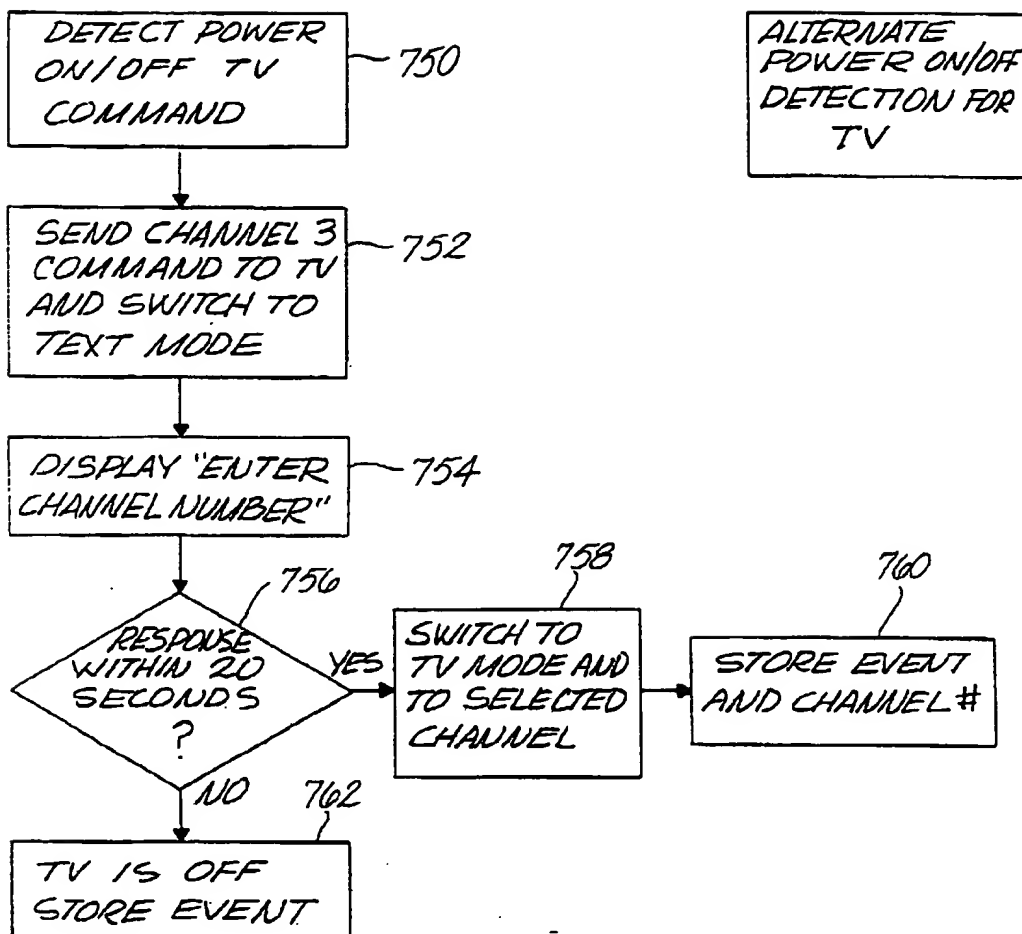 DETECT POWER
ON/OFF TV
COMMAND
750
ALTERNATE
POWER ON/OFF
DETECTION FOR
TV
SEND CHANNEL 3
COMMAND TO TV
AND SWITCH TO
TEXT MODE
752
DISPLAY "ENTER
CHANNEL NUMBER"
754
756
RESPONSE
WITHIN 20
SECONDS
?
YES
NO
758
SWITCH TO
TV MODE AND
TO SELECTED
CHANNEL
760
STORE EVENT
AND CHANNEL #
762
TV IS OFF
STORE EVENT